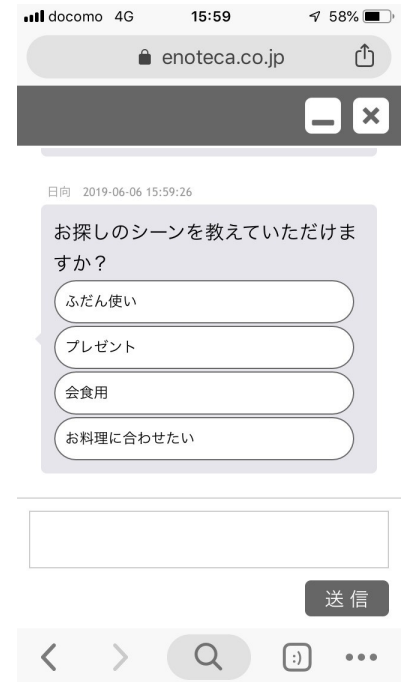 docomo 4G 15:59 58%
enoteca.co.jp
日向 2019-06-06 15:59:26
お探しのシーンを教えていただけま
すか？
ふだん使い
プレゼント
会食用
お料理に合わせたい
送信
:)